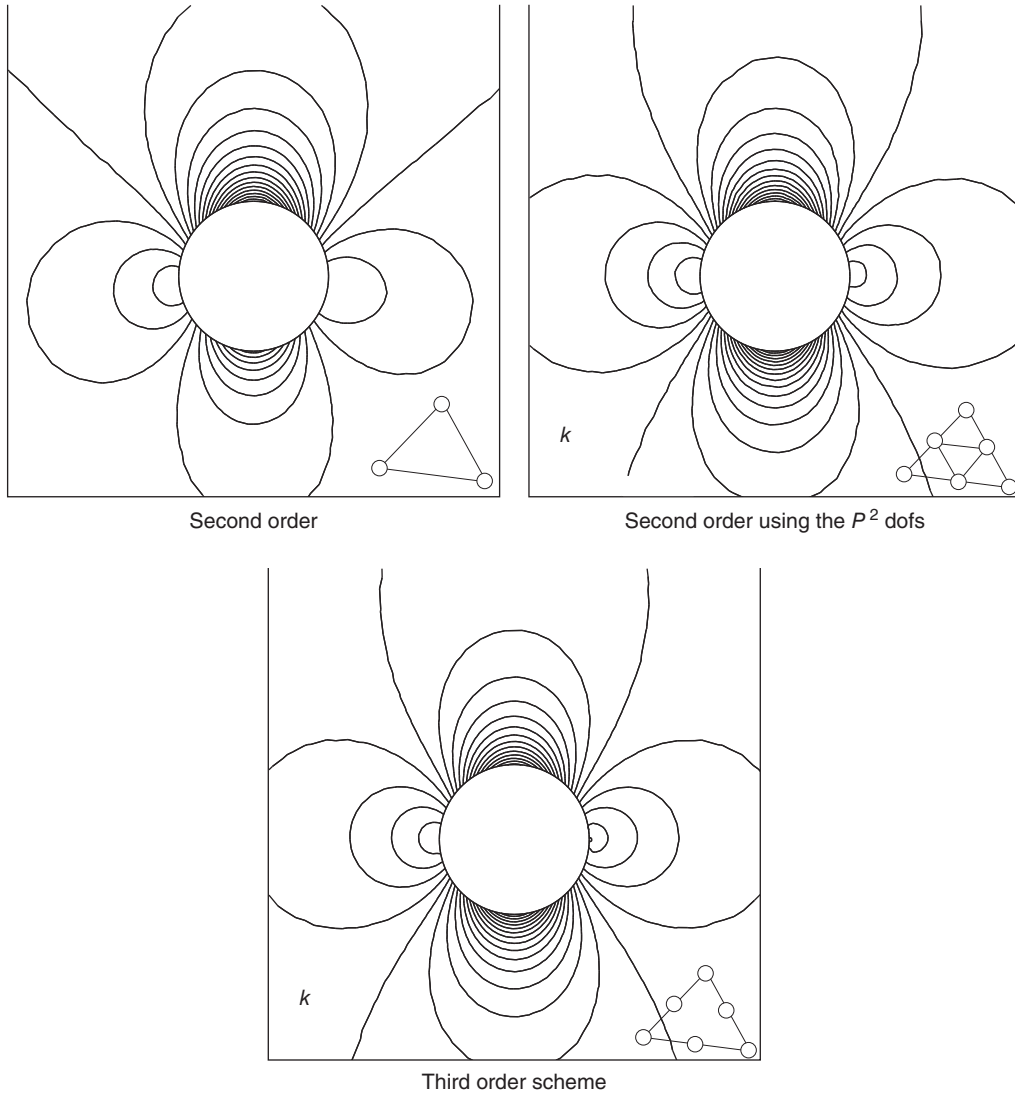 k
Second order
Second order using the P² dofs
k
Third order scheme